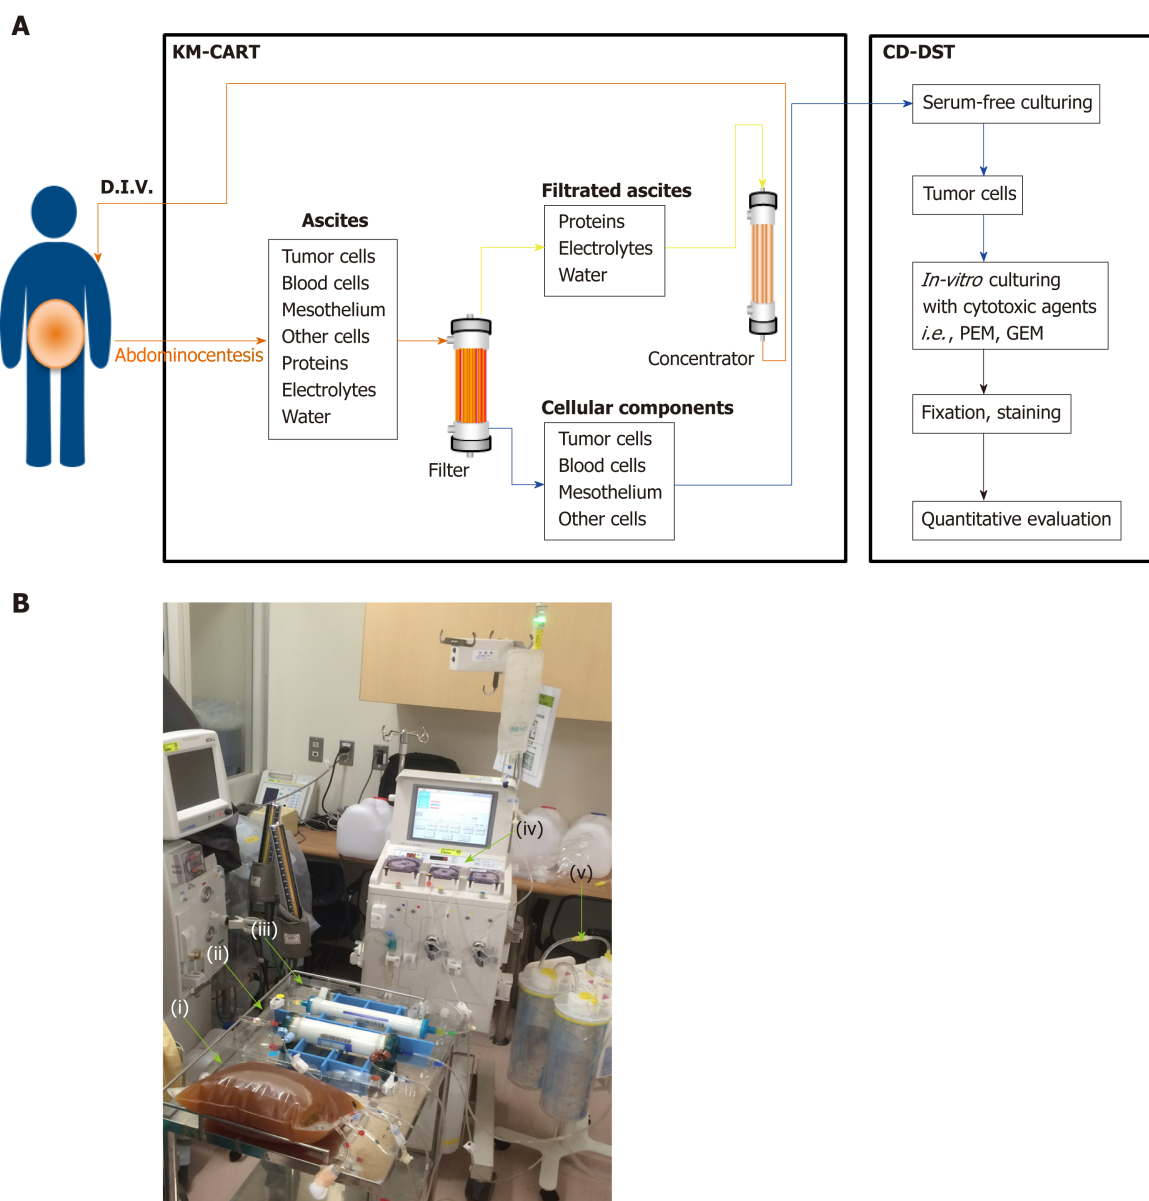 A
KM-CART
CD-DST
Serum-free culturing
D.I.V.
Filtrated ascites
Tumor cells
Ascites
Proteins
Electrolytes
Water
Tumor cells
Blood cells
Mesothelium
Other cells
Proteins
Electrolytes
Water
In-vitro culturing
with cytotoxic agents
i.e., PEM, GEM
Abdominocentesis
Concentrator
Cellular components
Fixation, staining
Tumor cells
Blood cells
Mesothelium
Other cells
Filter
Quantitative evaluation
B
(iv)
(v)
(iii)
(ii)
(i)